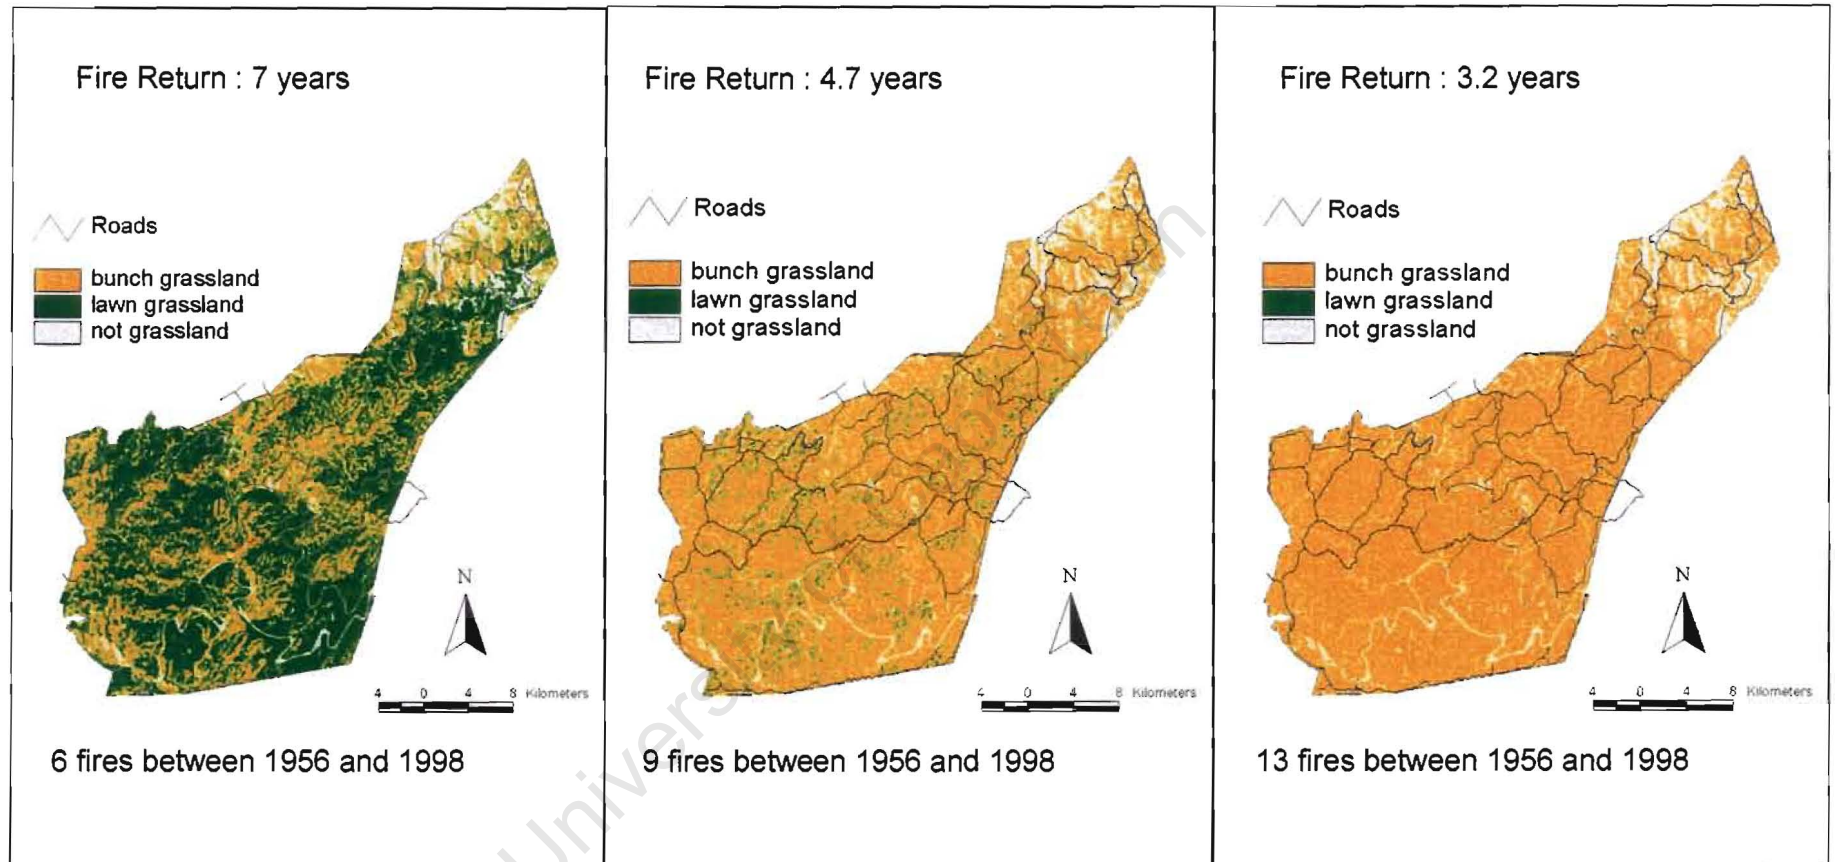 Fire Return : 7 years
Roads
bunch grassland
lawn grassland
not grassland
N
4 0 4 8 Kilometers
6 fires between 1956 and 1998
Fire Return : 4.7 years
Roads
bunch grassland
lawn grassland
not grassland
N
4 0 4 8 Kilometers
9 fires between 1956 and 1998
Fire Return : 3.2 years
Roads
bunch grassland
lawn grassland
not grassland
N
4 0 4 8 Kilometers
13 fires between 1956 and 1998